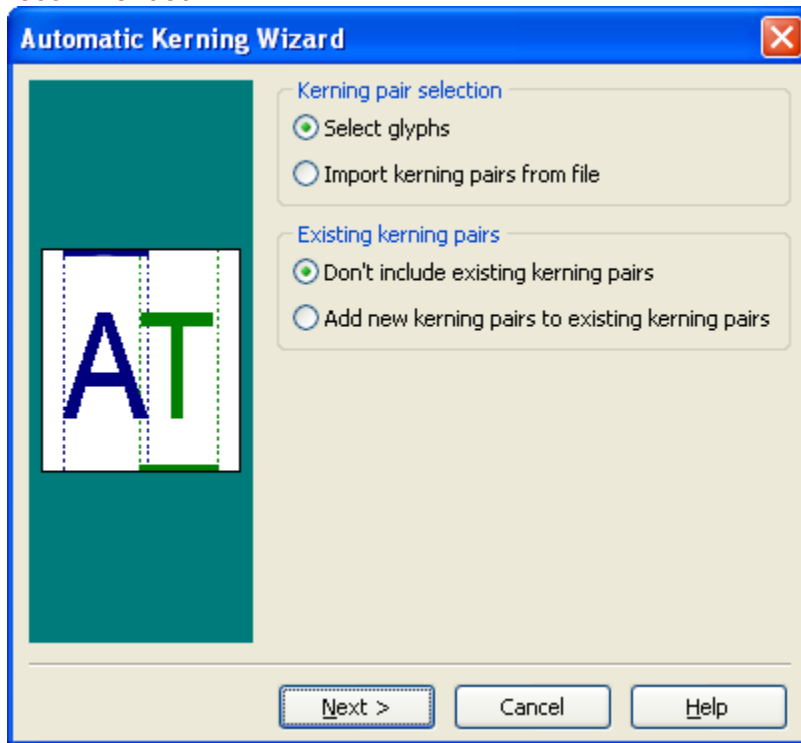 Automatic Kerning Wizard
Kerning pair selection
Select glyphs
Import kerning pairs from file
Existing kerning pairs
Don't include existing kerning pairs
Add new kerning pairs to existing kerning pairs
AT
Next >
Cancel
Help